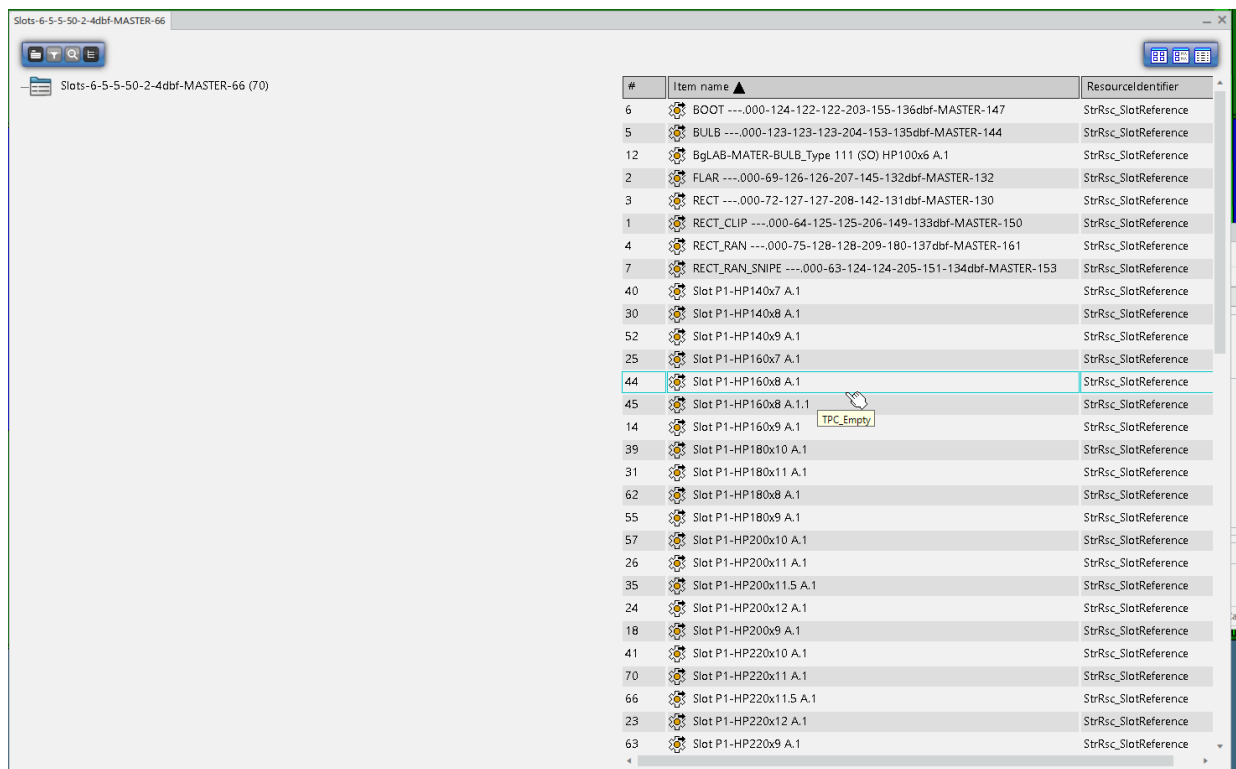 Slots-6-5-5-50-2-4dbf-MASTER-66
Slots-6-5-5-50-2-4dbf-MASTER-66 (70)
# Item name ResourceIdentifier
6 BOOT ---.000-124-122-122-203-155-136dbf-MASTER-147 StrRsc_SlotReference
5 BULB ---.000-123-123-123-204-153-135dbf-MASTER-144 StrRsc_SlotReference
12 BgLAB-MATER-BULB_Type 111 (SO) HP100x6 A.1 StrRsc_SlotReference
2 FLAR ---.000-69-126-126-207-145-132dbf-MASTER-132 StrRsc_SlotReference
3 RECT ---.000-72-127-127-208-142-131dbf-MASTER-130 StrRsc_SlotReference
1 RECT_CLIP ---.000-64-125-125-206-149-133dbf-MASTER-150 StrRsc_SlotReference
4 RECT_RAN ---.000-75-128-128-209-180-137dbf-MASTER-161 StrRsc_SlotReference
7 RECT_RAN_SNIPE ---.000-63-124-124-205-151-134dbf-MASTER-153 StrRsc_SlotReference
40 Slot P1-HP140x7 A.1 StrRsc_SlotReference
30 Slot P1-HP140x8 A.1 StrRsc_SlotReference
52 Slot P1-HP140x9 A.1 StrRsc_SlotReference
25 Slot P1-HP160x7 A.1 StrRsc_SlotReference
44 Slot P1-HP160x8 A.1 StrRsc_SlotReference
45 Slot P1-HP160x8 A.1.1 StrRsc_SlotReference
TPC_Empty
14 Slot P1-HP160x9 A.1 StrRsc_SlotReference
39 Slot P1-HP180x10 A.1 StrRsc_SlotReference
31 Slot P1-HP180x11 A.1 StrRsc_SlotReference
62 Slot P1-HP180x8 A.1 StrRsc_SlotReference
55 Slot P1-HP180x9 A.1 StrRsc_SlotReference
57 Slot P1-HP200x10 A.1 StrRsc_SlotReference
26 Slot P1-HP200x11 A.1 StrRsc_SlotReference
35 Slot P1-HP200x11.5 A.1 StrRsc_SlotReference
24 Slot P1-HP200x12 A.1 StrRsc_SlotReference
18 Slot P1-HP200x9 A.1 StrRsc_SlotReference
41 Slot P1-HP220x10 A.1 StrRsc_SlotReference
70 Slot P1-HP220x11 A.1 StrRsc_SlotReference
66 Slot P1-HP220x11.5 A.1 StrRsc_SlotReference
23 Slot P1-HP220x12 A.1 StrRsc_SlotReference
63 Slot P1-HP220x9 A.1 StrRsc_SlotReference